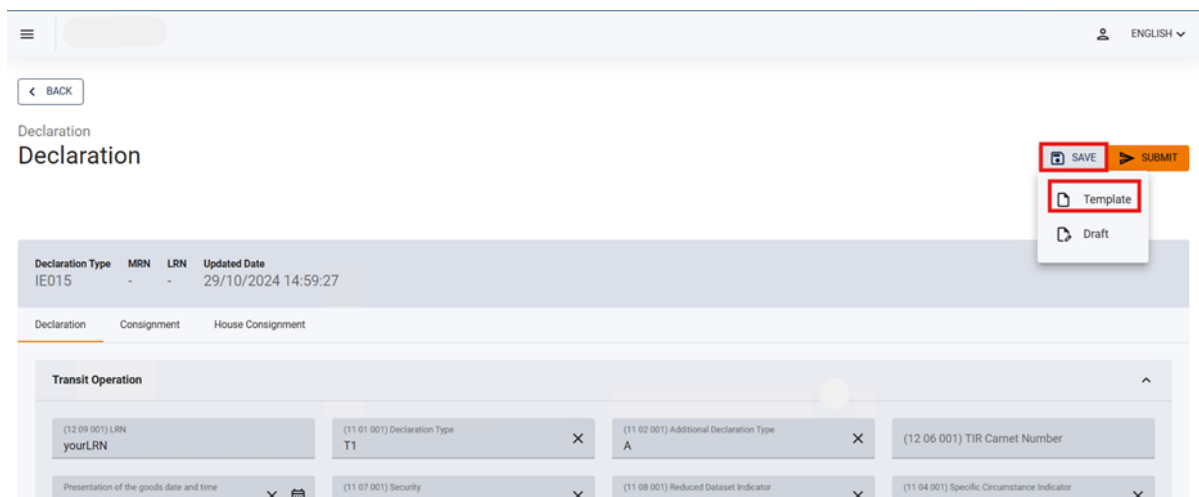 ENGLISH
BACK
Declaration
Declaration
SAVE SUBMIT
Template
Draft
Declaration Type MRN LRN Updated Date
IE015 - - 29/10/2024 14:59:27
Declaration Consignment House Consignment
Transit Operation
(12 09 001) LRN (11 01 001) Declaration Type (11 02 001) Additional Declaration Type (12 06 001) TIR Carnet Number
yourLRN T1 A
Presentation of the goods date and time (11 07 001) Security (11 08 001) Reduced Dataset Indicator (11 04 001) Specific Circumstance Indicator